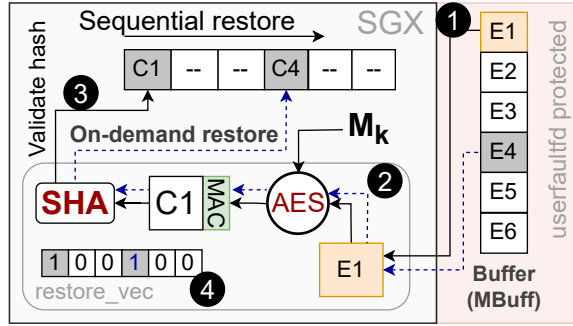 Sequential restore
SGX
1
E1
E2
E3
E4
E5
E6
Buffer
(MBuff)
userfaultfd protected
Validate hash
C1 -- -- C4 -- --
3
On-demand restore
Mk
2
SHA
C1
MAC
AES
E1
1 0 0 1 0 0
4
restore_vec